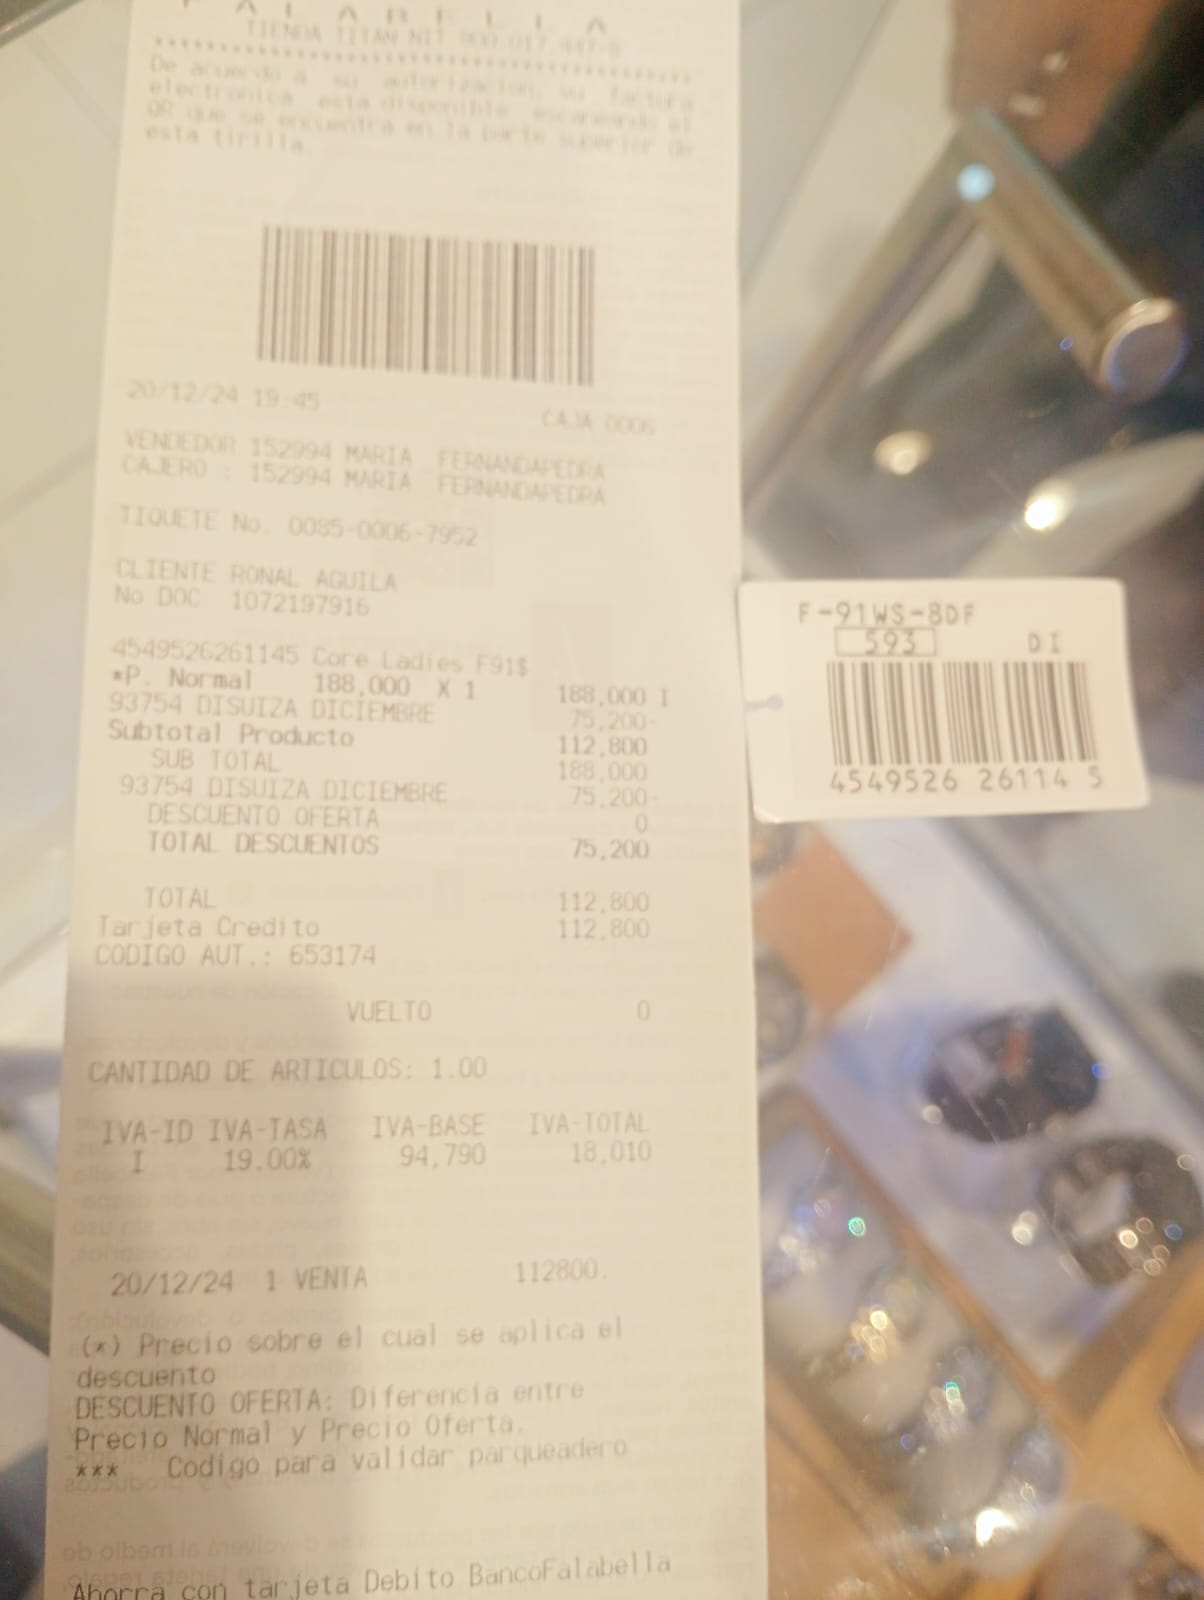 FALABELLA
TIENDA TITAN NIT 900.017.447-8
De acuerdo a su autorizacion, su factura
electronica esta disponible escaneando el
QR que se encuentra en la parte superior de
esta tirilla.
20/12/24 19:45
CAJA 0006
VENDEDOR 152994 MARIA FERNANDAPEDRA
CAJERO : 152994 MARIA FERNANDAPEDRA
TIQUETE No. 0085-0006-7952
CLIENTE RONAL AGUILA
No DOC 1072197916
4549526261145 Core Ladies F91$
*P. Normal 188,000 X 1 188,000 I
93754 DISUIZA DICIEMBRE 75,200-
Subtotal Producto 112,800
SUB TOTAL 188,000
93754 DISUIZA DICIEMBRE 75,200-
DESCUENTO OFERTA 0
TOTAL DESCUENTOS 75,200
TOTAL 112,800
Tarjeta Credito 112,800
CODIGO AUT.: 653174
VUELTO 0
CANTIDAD DE ARTICULOS: 1.00
IVA-ID IVA-TASA IVA-BASE IVA-TOTAL
I 19.00% 94,790 18,010
20/12/24 1 VENTA 112800.
(*) Precio sobre el cual se aplica el
descuento
DESCUENTO OFERTA: Diferencia entre
Precio Normal y Precio Oferta.
*** Codigo para validar parqueadero
Ahorra con tarjeta Debito BancoFalabella
F-91WS-8DF
593 DI
4549526 26114 5